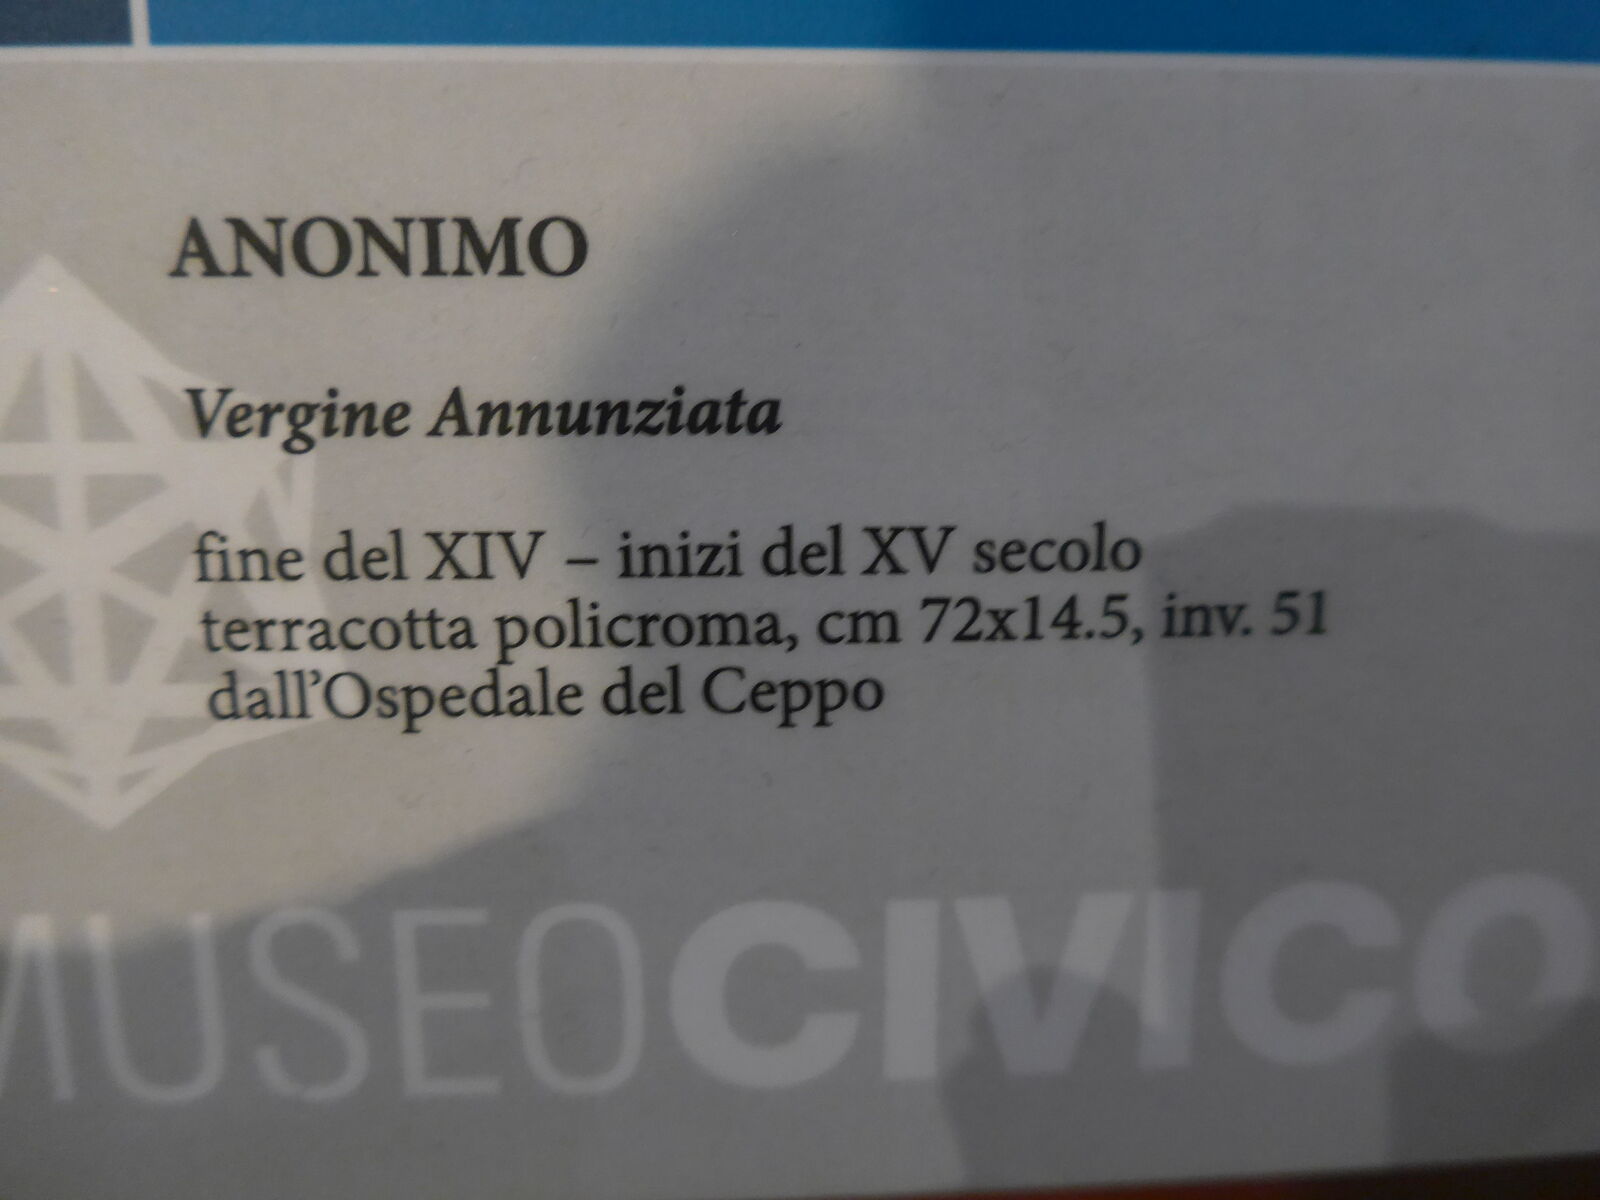 ANONIMO
Vergine Annunziata
fine del XIV – inizi del XV secolo
terracotta policroma, cm 72x14.5, inv. 51
dall’Ospedale del Ceppo
MUSEOCIVICO